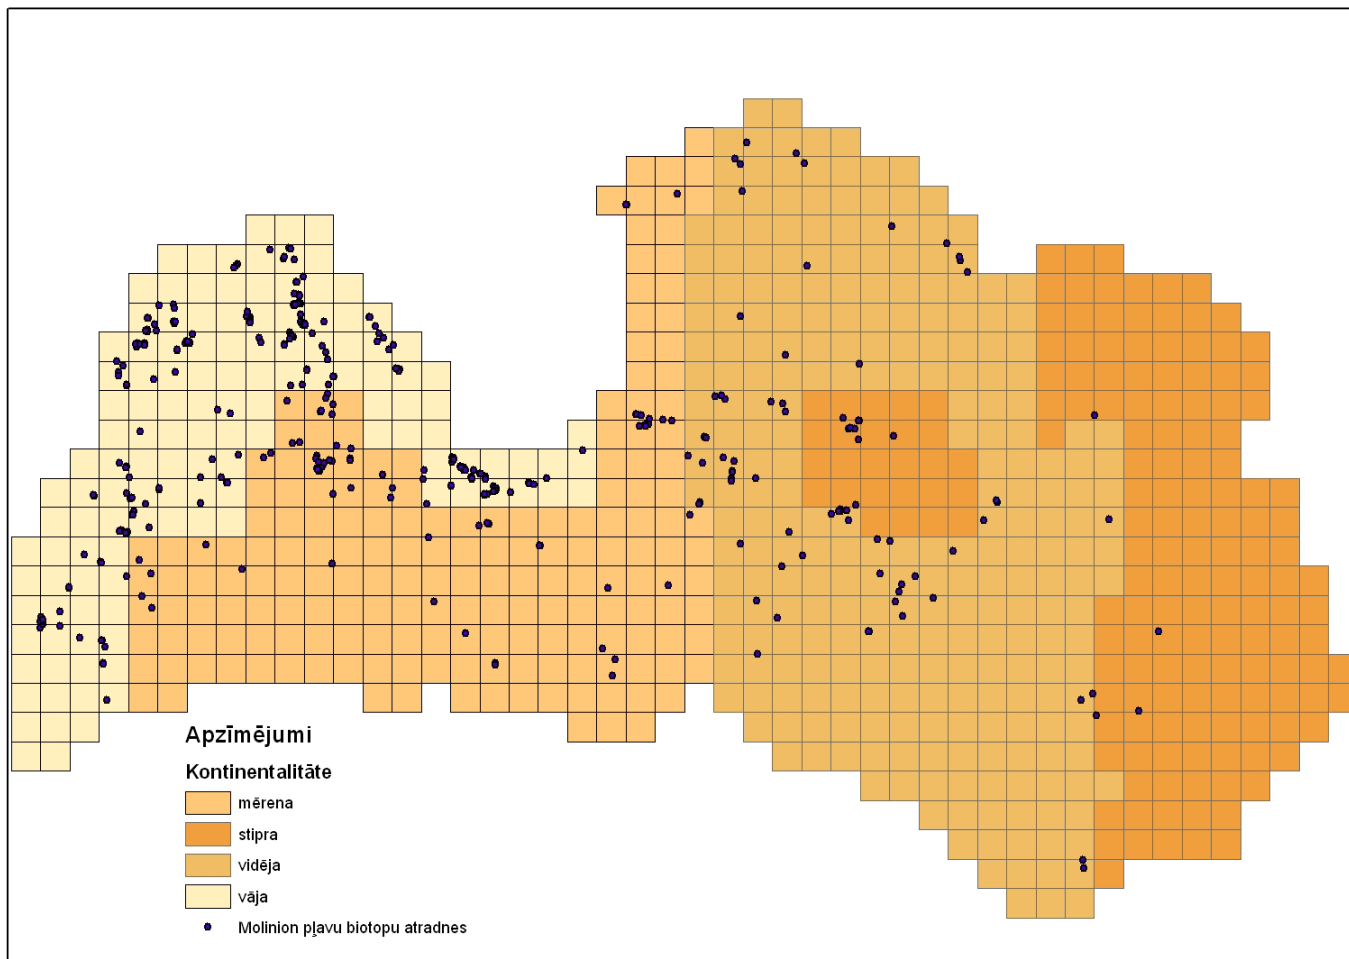 Apzīmējumi
Kontinentalitāte
mērena
stipra
vidēja
vāja
Molinion pļavu biotopu atradnes